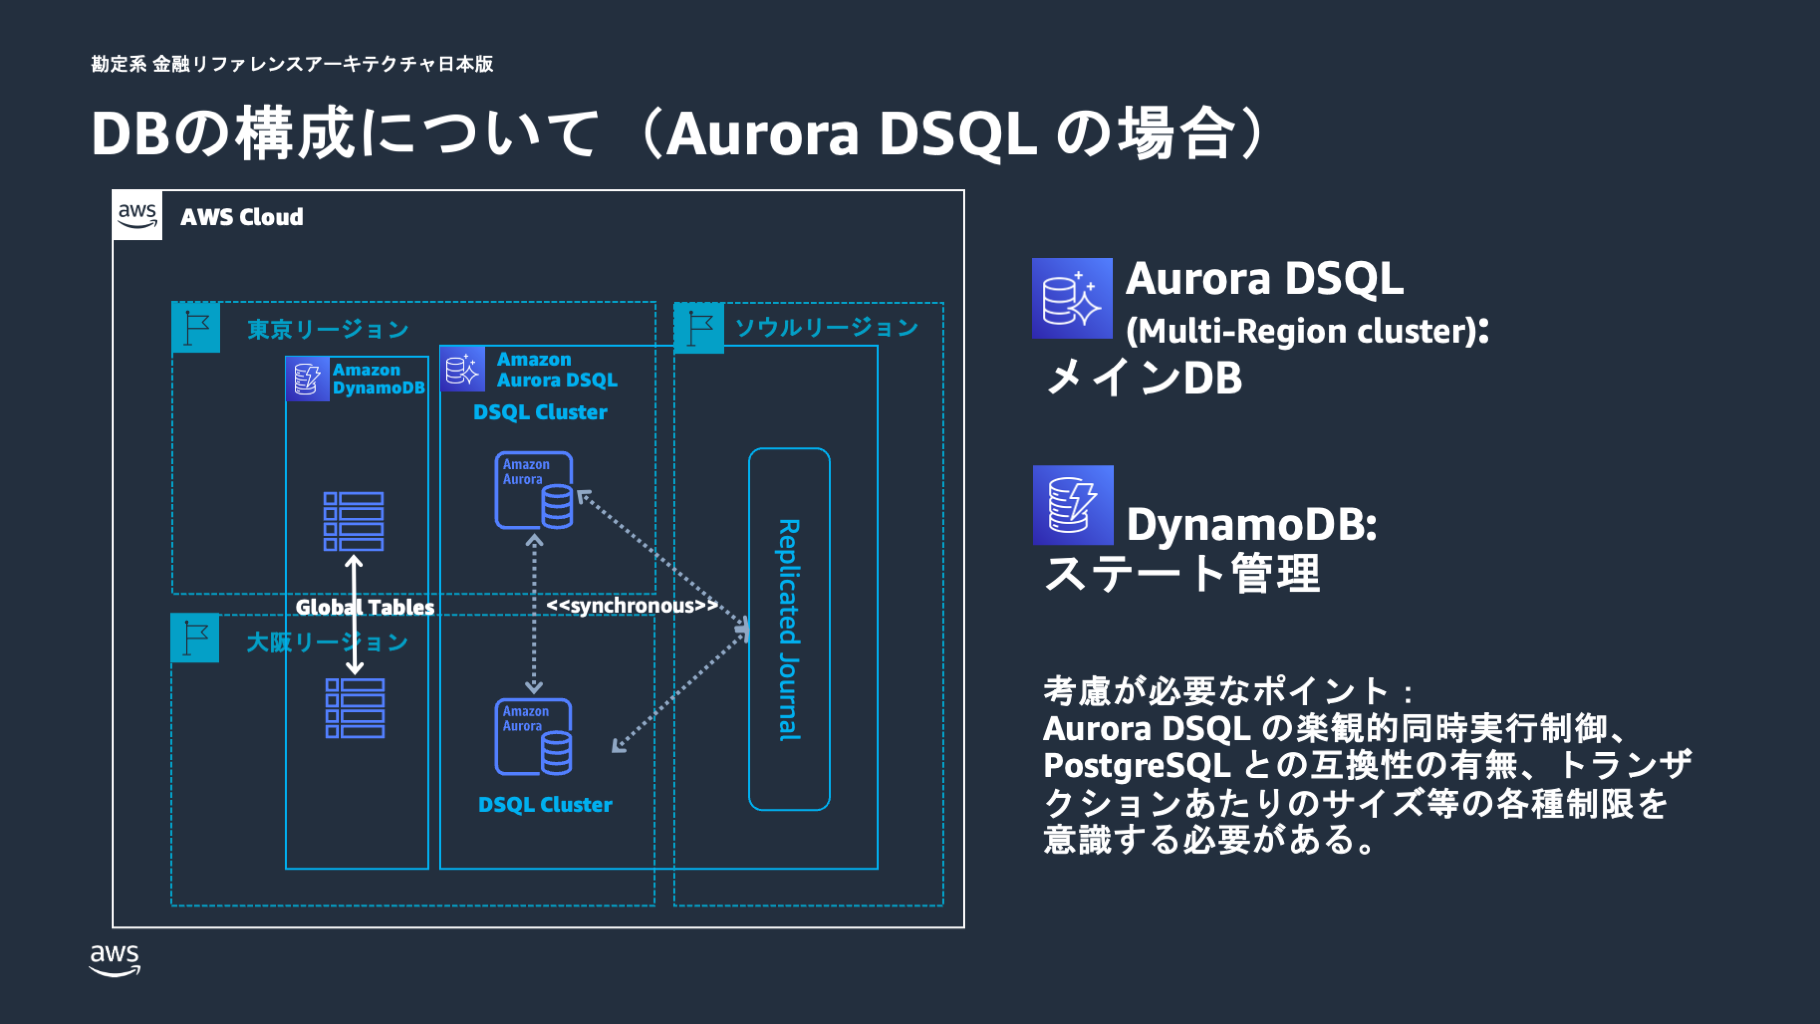 勘定系 金融リファレンスアーキテクチャ日本版
DBの構成について（Aurora DSQL の場合）
aws
AWS Cloud
東京リージョン
ソウルリージョン
Amazon
DynamoDB
Amazon
Aurora DSQL
DSQL Cluster
Amazon
Aurora
Global Tables
<<synchronous>>
Replicated Journal
大阪リージョン
Amazon
Aurora
DSQL Cluster
Aurora DSQL
(Multi-Region cluster):
メインDB
DynamoDB:
ステート管理
考慮が必要なポイント：
Aurora DSQL の楽観的同時実行制御、
PostgreSQL との互換性の有無、トランザ
クションあたりのサイズ等の各種制限を
意識する必要がある。
aws